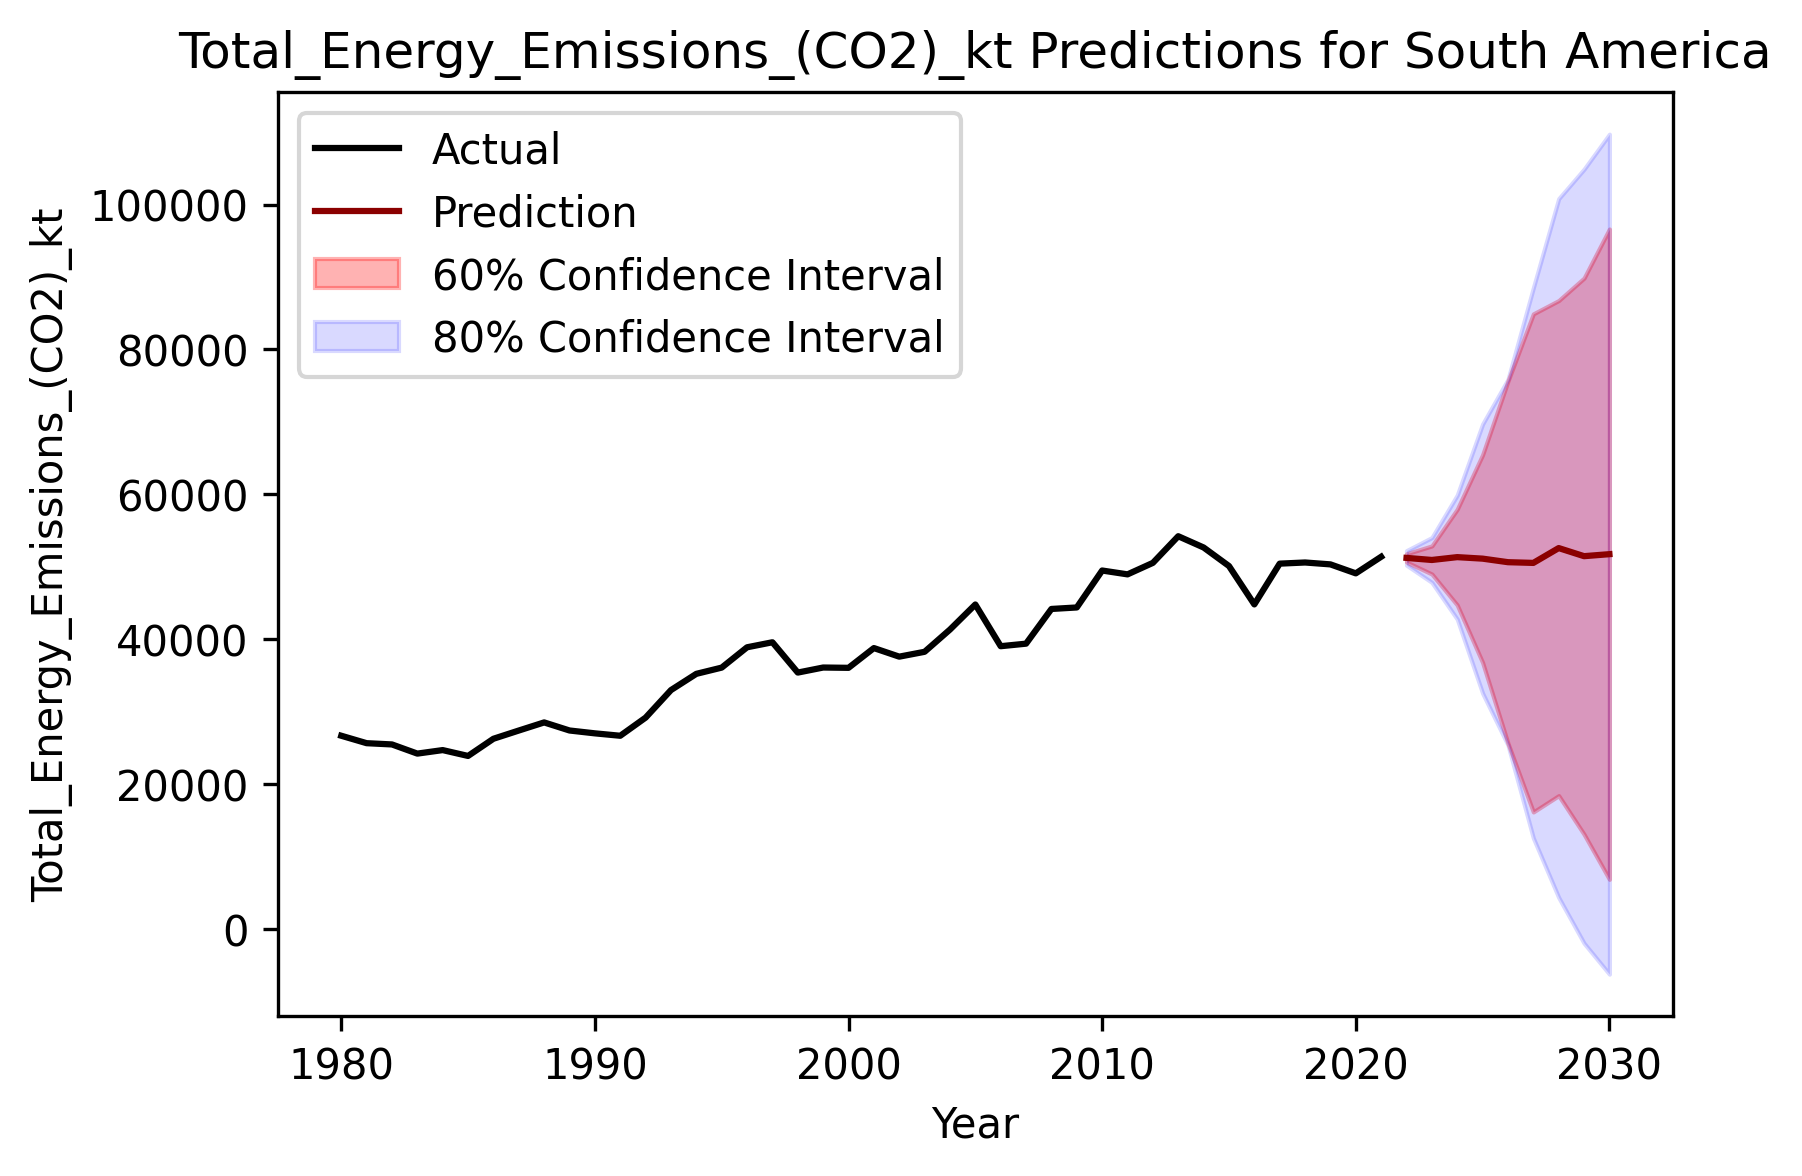 Total_Energy_Emissions_(CO2)_kt Predictions for South America
Actual
Prediction
60% Confidence Interval
80% Confidence Interval
Total_Energy_Emissions_(CO2)_kt
100000
80000
60000
40000
20000
0
1980 1990 2000 2010 2020 2030
Year